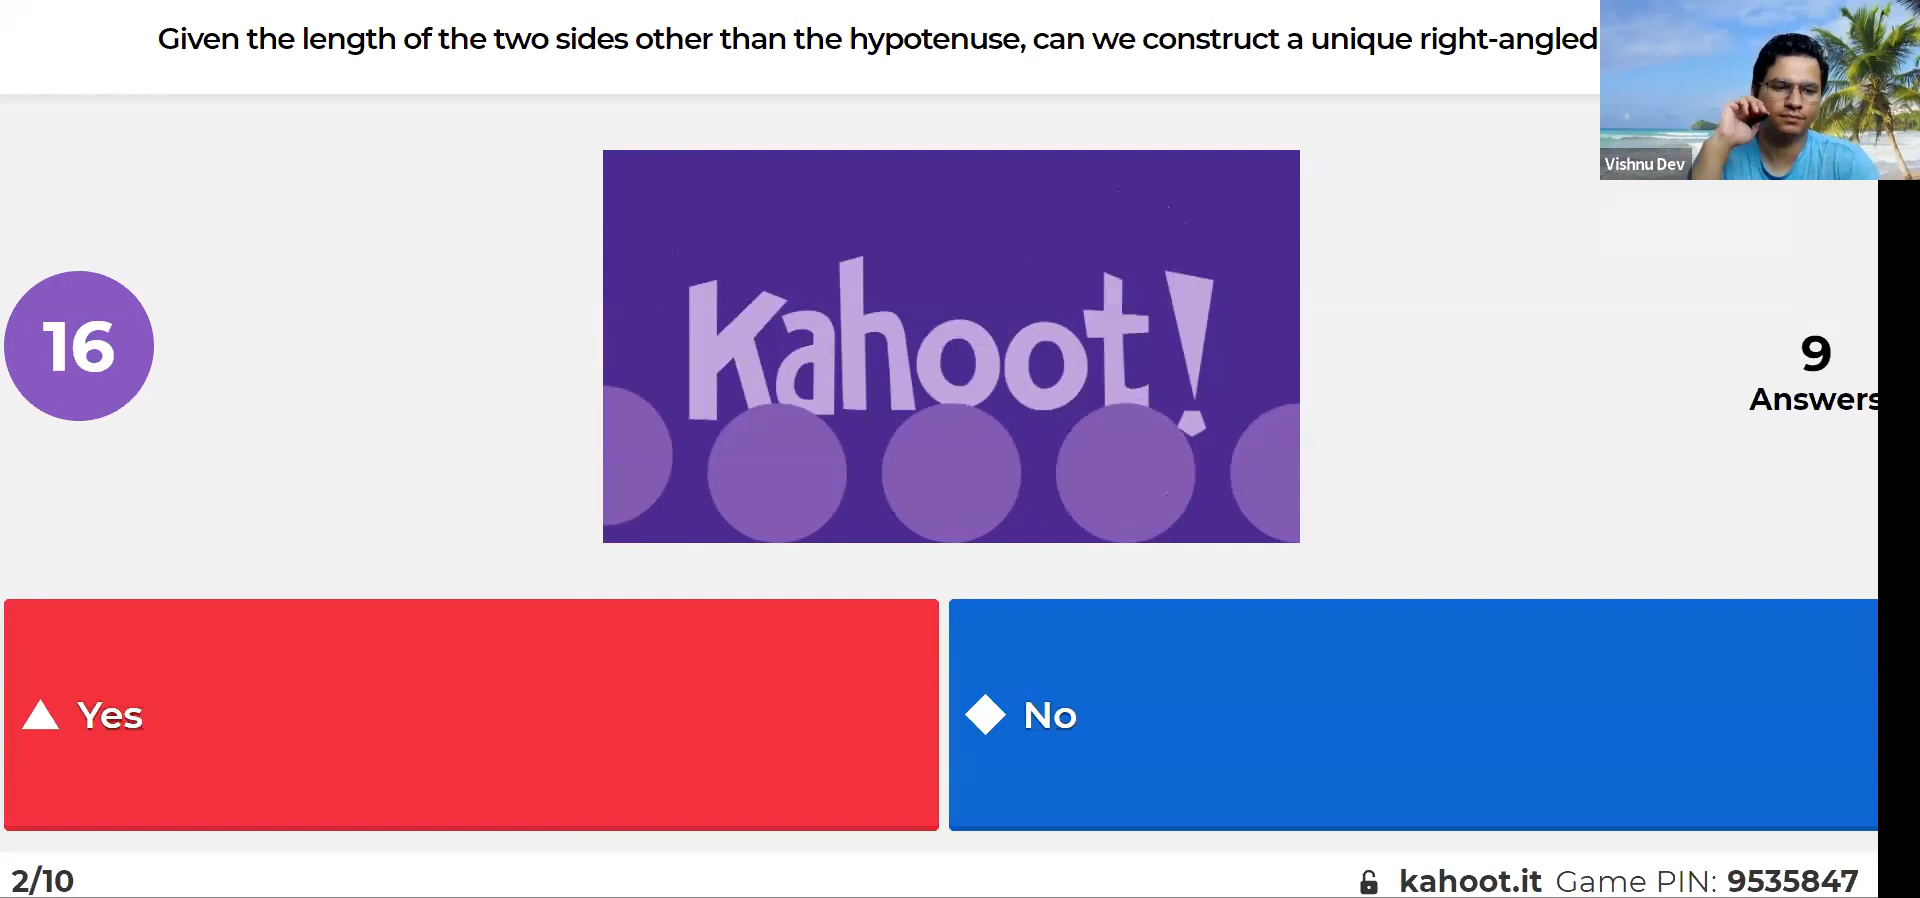 Given the length of the two sides other than the hypotenuse, can we construct a unique right-angled
Vishnu Dev
16
Kahoot!
9
Answers
Yes
No
2/10
kahoot.it Game PIN: 9535847